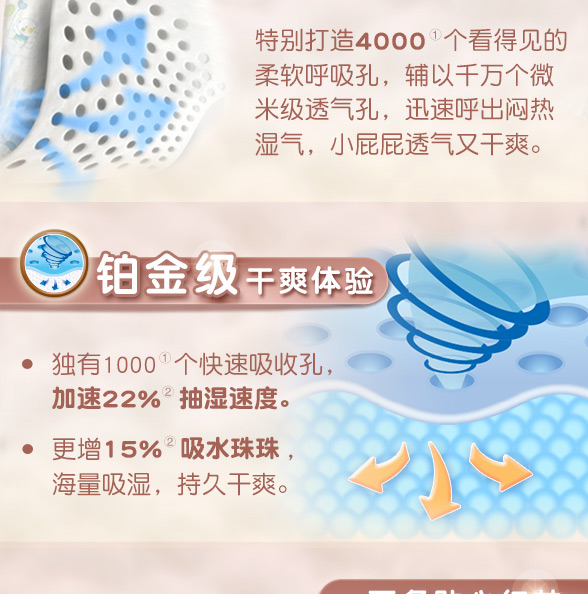 特别打造4000①个看得见的
柔软呼吸孔，辅以千万个微
米级透气孔，迅速呼出闷热
湿气，小屁屁透气又干爽。
铂金级干爽体验
• 独有1000①个快速吸收孔，
加速22%②抽湿速度。
• 更增15%②吸水珠珠，
海量吸湿，持久干爽。